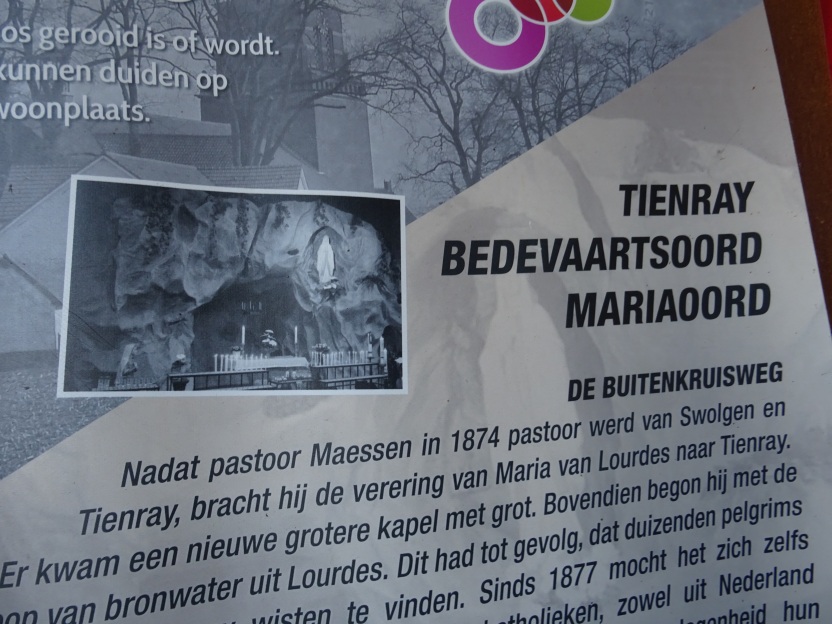 os gerooid is of wordt.
kunnen duiden op
woonplaats.
TIENRAY
BEDEVAARTSOORD
MARIAOORD
DE BUITENKRUISWEG
Nadat pastoor Maessen in 1874 pastoor werd van Swolgen en
Tienray, bracht hij de verering van Maria van Lourdes naar Tienray.
Er kwam een nieuwe grotere kapel met grot. Bovendien begon hij met de
van bronwater uit Lourdes. Dit had tot gevolg, dat duizenden pelgrims
wisten te vinden. Sinds 1877 mocht het zich zelfs
tholieken, zowel uit Nederland
genheid hun